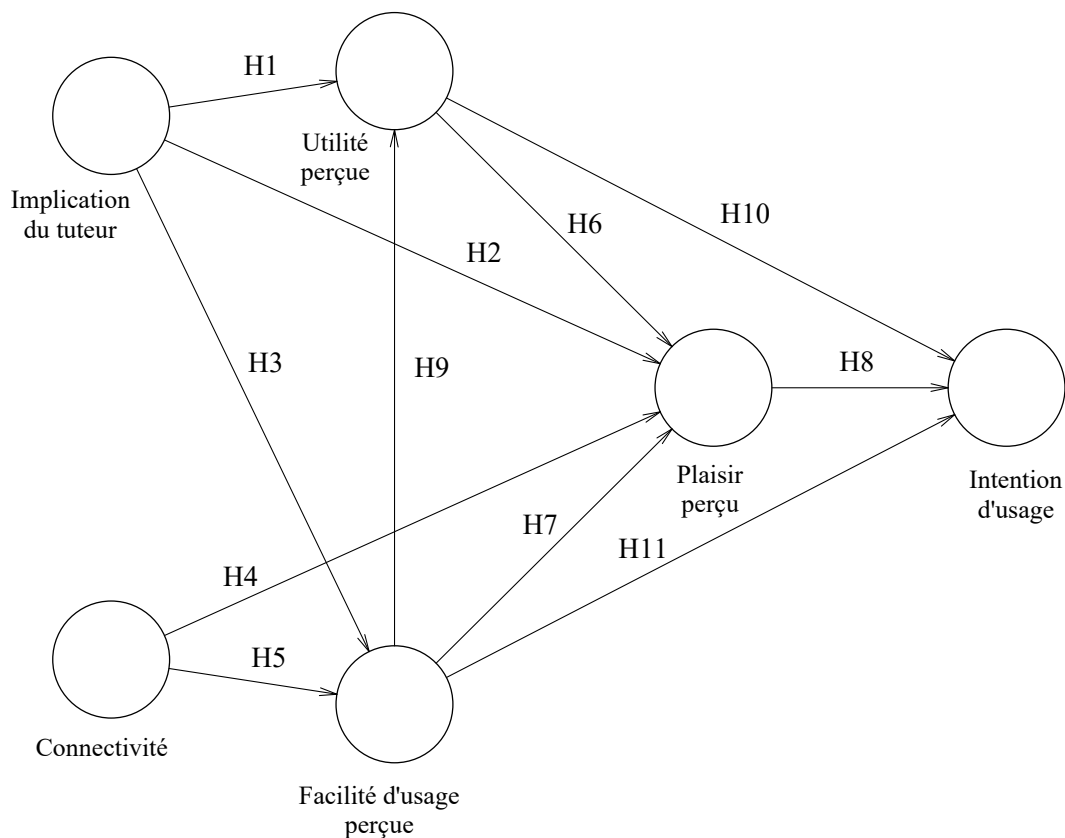 H1
Utilité
perçue
Implication
du tuteur
H10
H6
H2
H3
H9
H8
Plaisir
perçu
Intention
d'usage
H7
H11
H4
H5
Connectivité
Facilité d'usage
perçue